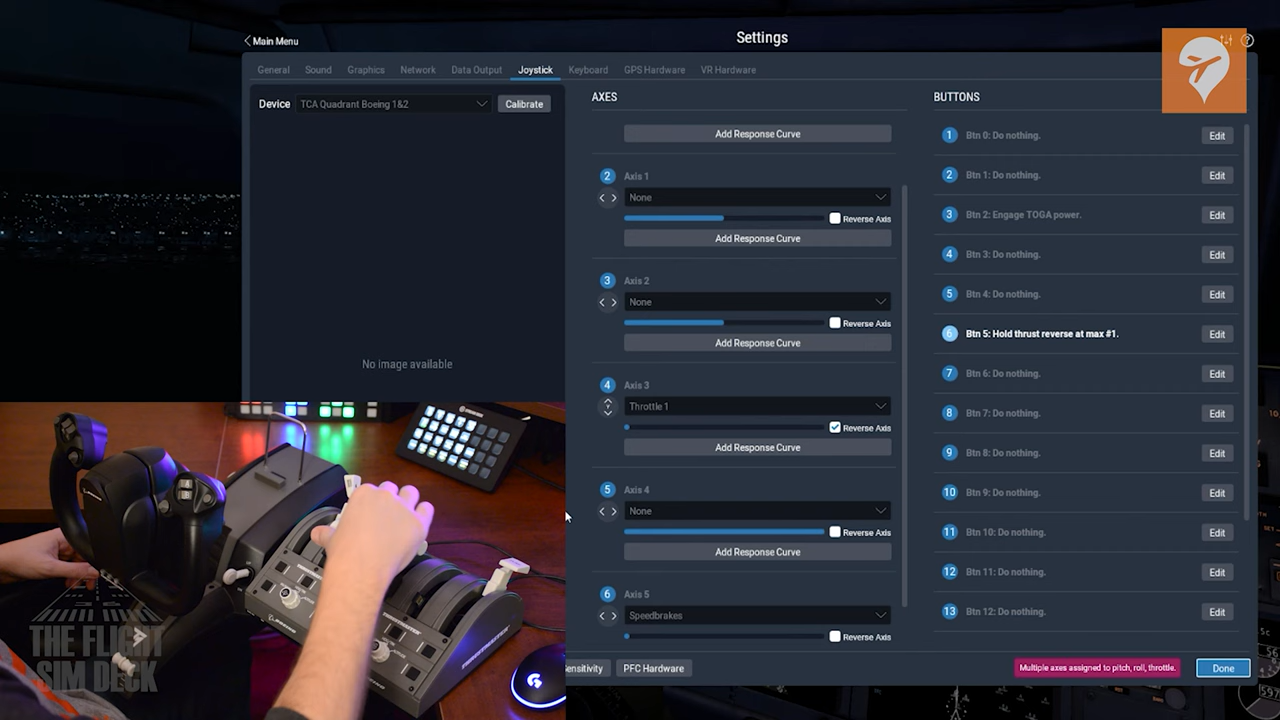 Main Menu
Settings
General Sound Graphics Network Data Output Joystick Keyboard GPS Hardware VR Hardware
Device TCA Quadrant Boeing 1&2 Calibrate
No image available
AXES
Add Response Curve
2 Axis 1
None
Reverse Axis
Add Response Curve
3 Axis 2
None
Reverse Axis
Add Response Curve
4 Axis 3
Throttle 1
Reverse Axis
Add Response Curve
5 Axis 4
None
Reverse Axis
Add Response Curve
6 Axis 5
Speedbrakes
Reverse Axis
BUTTONS
1 Btn 0: Do nothing. Edit
2 Btn 1: Do nothing. Edit
3 Btn 2: Engage TOGA power. Edit
4 Btn 3: Do nothing. Edit
5 Btn 4: Do nothing. Edit
6 Btn 5: Hold thrust reverse at max #1. Edit
7 Btn 6: Do nothing. Edit
8 Btn 7: Do nothing. Edit
9 Btn 8: Do nothing. Edit
10 Btn 9: Do nothing. Edit
11 Btn 10: Do nothing. Edit
12 Btn 11: Do nothing. Edit
13 Btn 12: Do nothing. Edit
PFC Hardware
Multiple axes assigned to pitch, roll, throttle.
Done
THE FLIGHT
SIM DECK